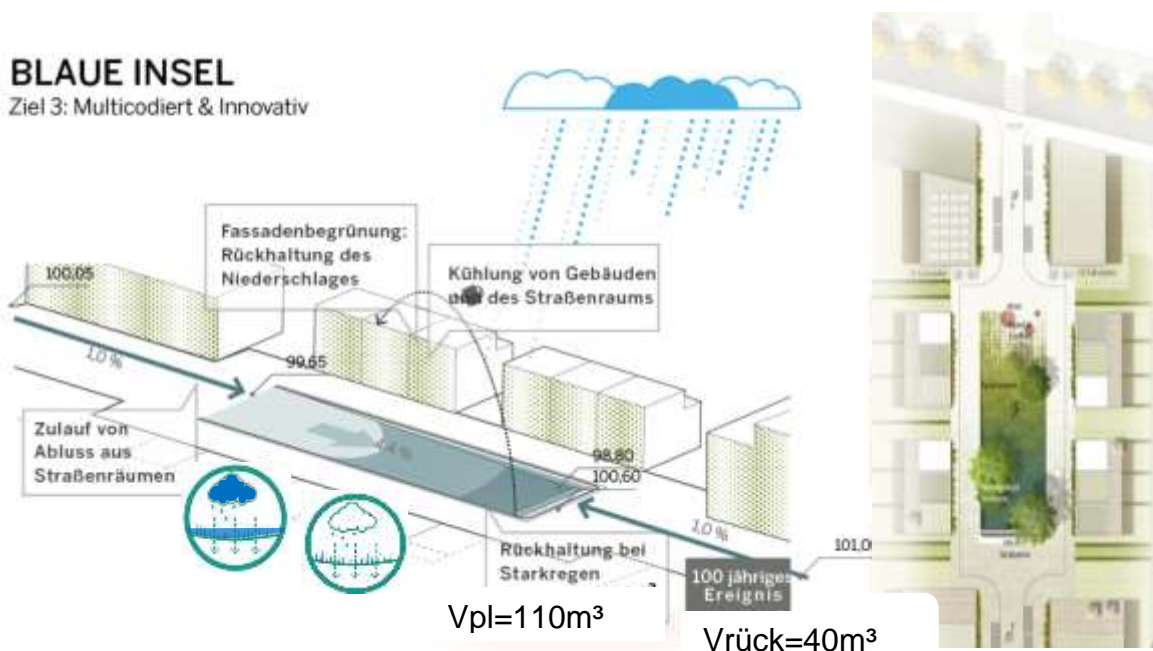 BLAUE INSEL
Ziel 3: Multicodiert & Innovativ
Fassadenbegrünung:
Rückhaltung des
Niederschlages
Kühlung von Gebäuden
und des Straßenraums
100,05
1,0 %
99,65
Zulauf von
Abluss aus
Straßenräumen
98,80
100,60
1,0 %
101,0
Rückhaltung bei
Starkregen
100 jähriges
Ereignis
Vpl=110m³
Vrück=40m³